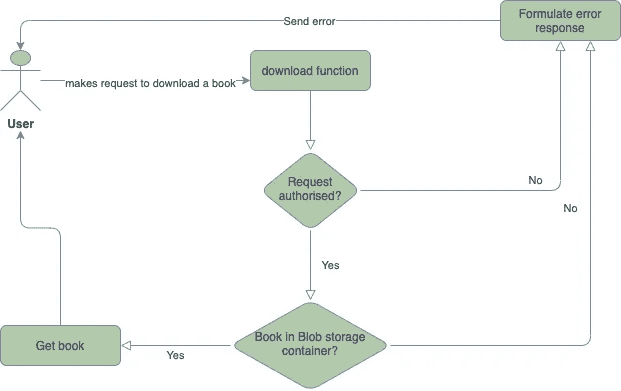 Formulate error
response
Send error
download function
makes request to download a book
User
Request
authorised?
No
No
Yes
Book in Blob storage
container?
Get book
Yes